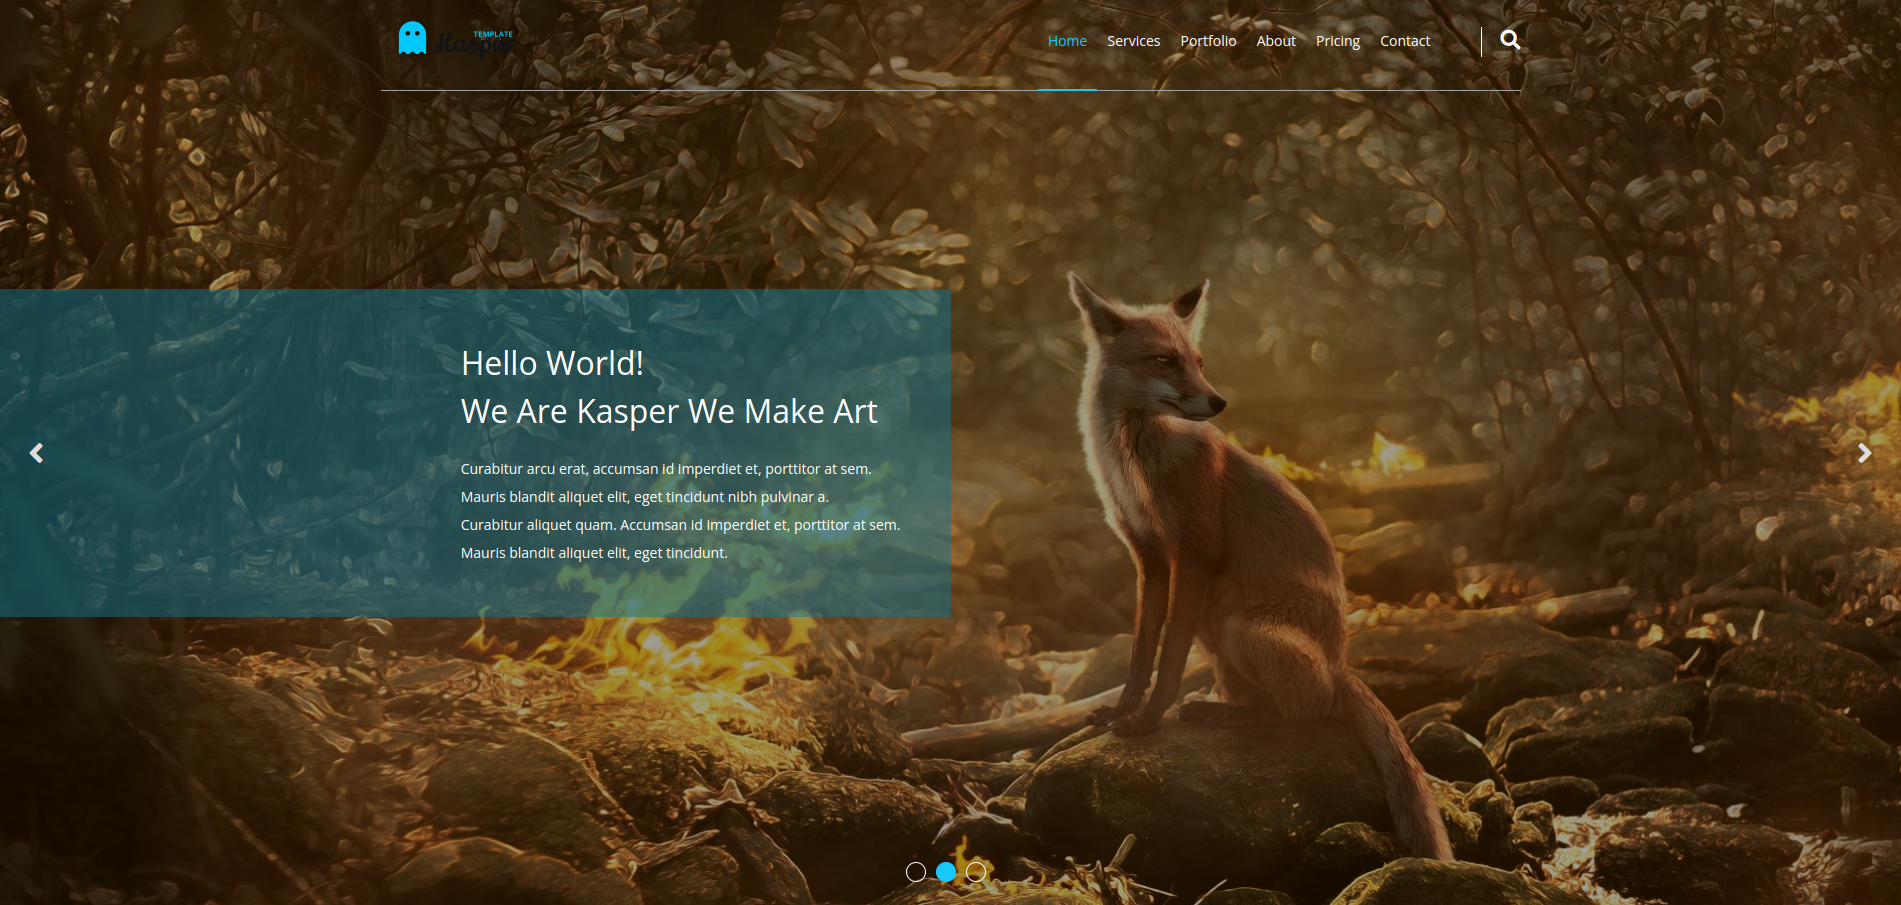 TEMPLATE
Kasper
Home
Services
Portfolio
About
Pricing
Contact
Hello World!
We Are Kasper We Make Art
Curabitur arcu erat, accumsan id imperdiet et, porttitor at sem.
Mauris blandit aliquet elit, eget tincidunt nibh pulvinar a.
Curabitur aliquet quam. Accumsan id imperdiet et, porttitor at sem.
Mauris blandit aliquet elit, eget tincidunt.